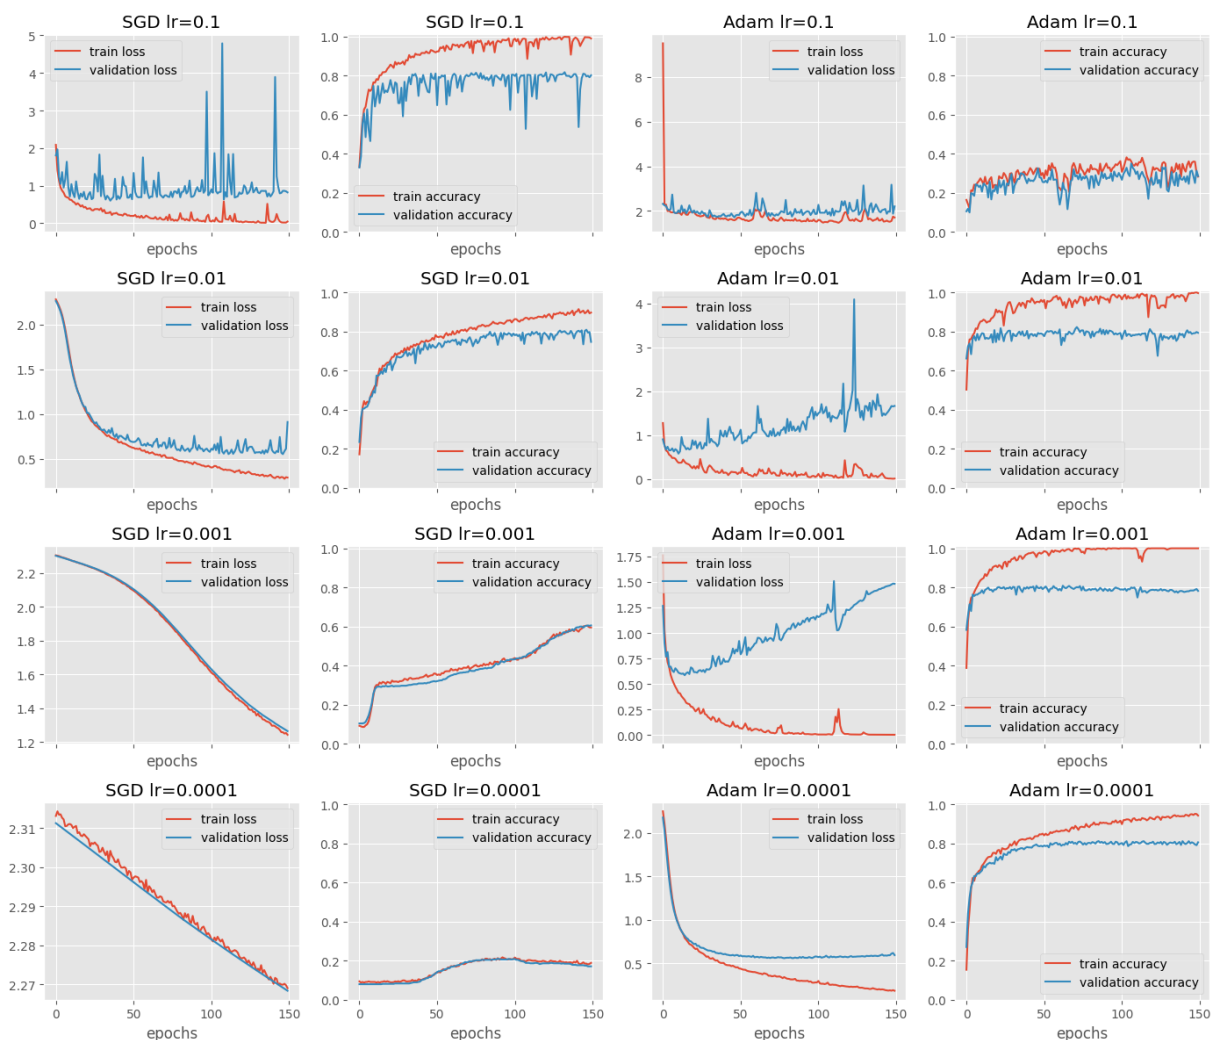 SGD lr=0.1
5
4
3
2
1
0
train loss
validation loss
epochs
SGD lr=0.1
1.0
0.8
0.6
0.4
0.2
0.0
train accuracy
validation accuracy
epochs
Adam lr=0.1
8
6
4
2
train loss
validation loss
epochs
Adam lr=0.1
1.0
0.8
0.6
0.4
0.2
0.0
train accuracy
validation accuracy
epochs
SGD lr=0.01
2.0
1.5
1.0
0.5
train loss
validation loss
epochs
SGD lr=0.01
1.0
0.8
0.6
0.4
0.2
0.0
train accuracy
validation accuracy
epochs
Adam lr=0.01
4
3
2
1
0
train loss
validation loss
epochs
Adam lr=0.01
1.0
0.8
0.6
0.4
0.2
0.0
train accuracy
validation accuracy
epochs
SGD lr=0.001
2.2
2.0
1.8
1.6
1.4
1.2
train loss
validation loss
epochs
SGD lr=0.001
1.0
0.8
0.6
0.4
0.2
0.0
train accuracy
validation accuracy
epochs
Adam lr=0.001
1.75
1.50
1.25
1.00
0.75
0.50
0.25
0.00
train loss
validation loss
epochs
Adam lr=0.001
1.0
0.8
0.6
0.4
0.2
0.0
train accuracy
validation accuracy
epochs
SGD lr=0.0001
2.31
2.30
2.29
2.28
2.27
train loss
validation loss
0 50 100 150
epochs
SGD lr=0.0001
1.0
0.8
0.6
0.4
0.2
0.0
train accuracy
validation accuracy
0 50 100 150
epochs
Adam lr=0.0001
2.0
1.5
1.0
0.5
train loss
validation loss
0 50 100 150
epochs
Adam lr=0.0001
1.0
0.8
0.6
0.4
0.2
0.0
train accuracy
validation accuracy
0 50 100 150
epochs